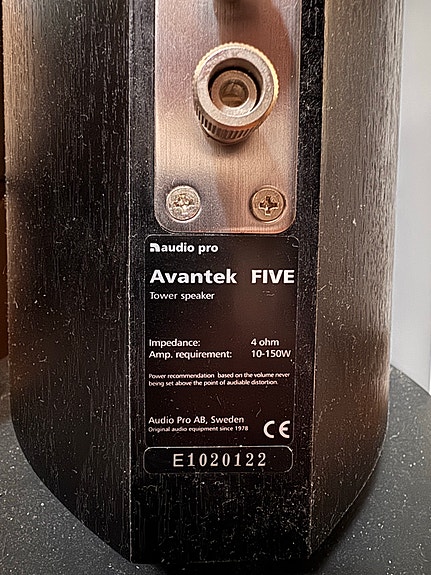 audio pro
Avantek FIVE
Tower speaker
Impedance: 4 ohm
Amp. requirement: 10-150W
Power recommendation based on the volume never
being set above the point of audiable distortion.
Audio Pro AB, Sweden
Original audio equipment since 1978
CE
E1020122